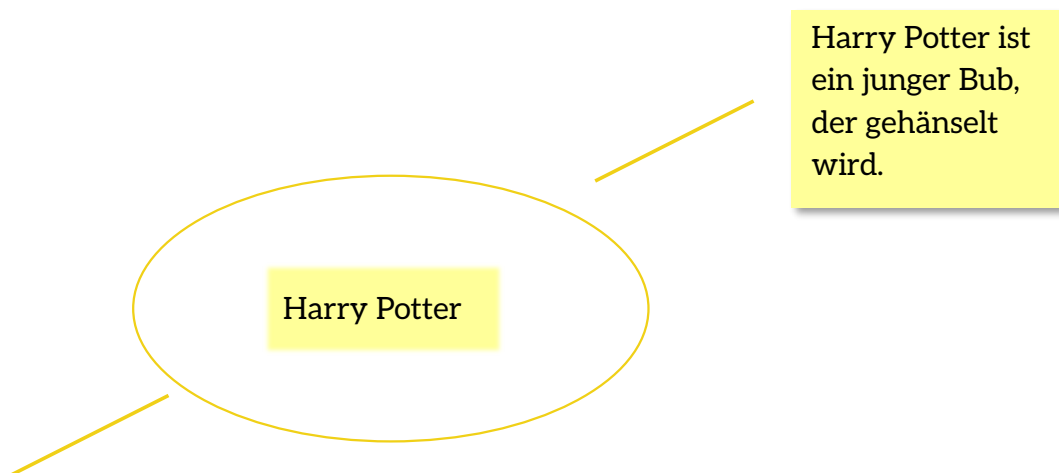 Harry Potter ist
ein junger Bub,
der gehänselt
wird.
Harry Potter